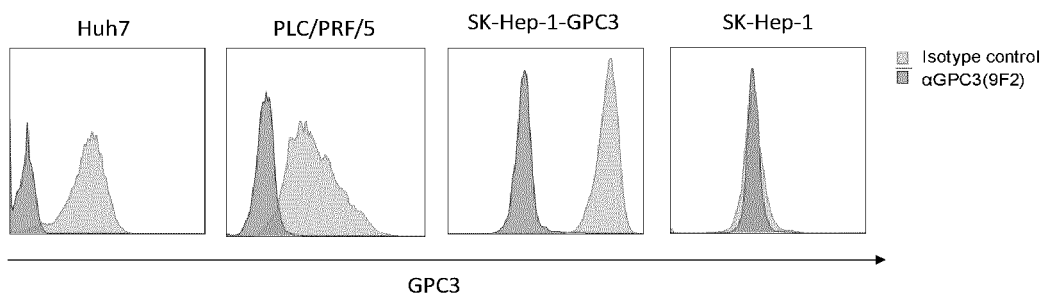 Huh7
PLC/PRF/5
SK-Hep-1-GPC3
SK-Hep-1
Isotype control
αGPC3(9F2)
GPC3